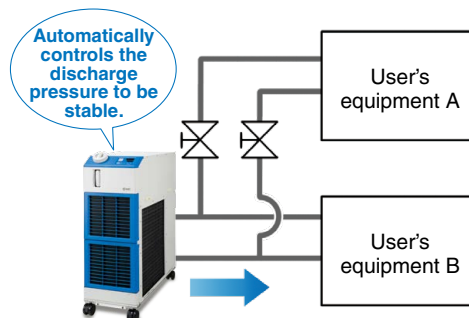 Automatically
controls the
discharge
pressure to be
stable.
User's
equipment A
User's
equipment B